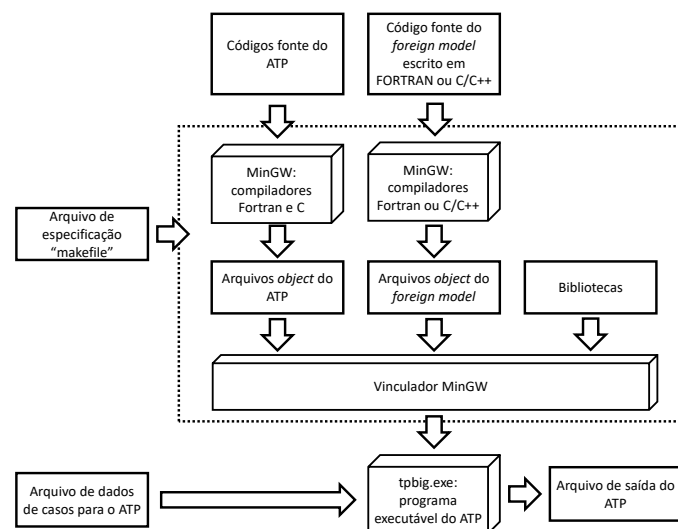 Códigos fonte do
ATP
Código fonte do
foreign model
escrito em
FORTRAN ou C/C++
MinGW:
compiladores
Fortran e C
MinGW:
compiladores
Fortran ou C/C++
Arquivo de
especificação
“makefile”
Arquivos object do
ATP
Arquivos object do
foreign model
Bibliotecas
Vinculador MinGW
Arquivo de dados
de casos para o ATP
tpbig.exe:
programa
executável do ATP
Arquivo de saída do
ATP